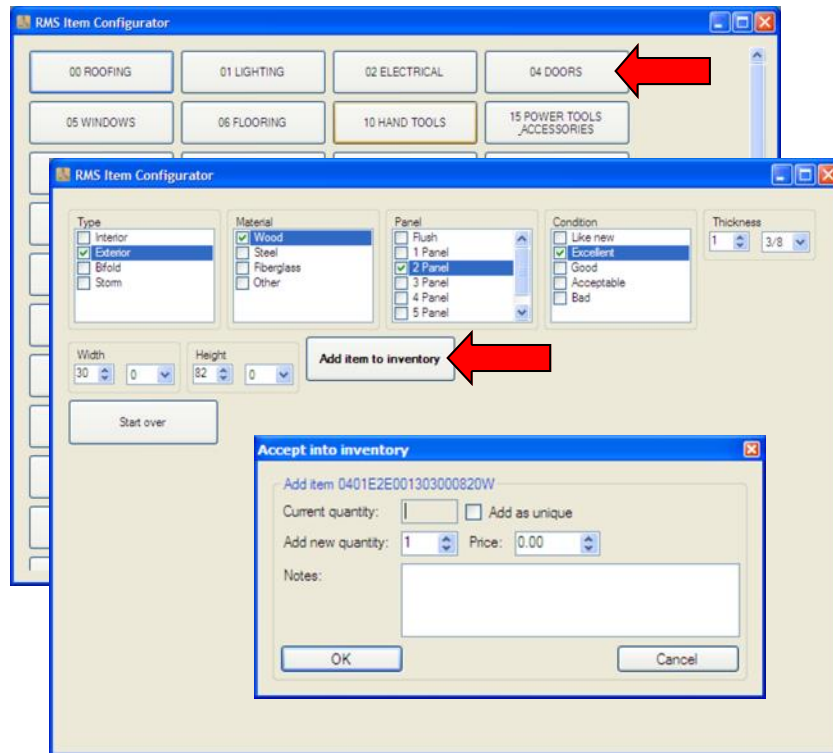 RMS Item Configurator
00 ROOFING
01 LIGHTING
02 ELECTRICAL
04 DOORS
05 WINDOWS
06 FLOORING
10 HAND TOOLS
15 POWER TOOLS
_ACCESSORIES
RMS Item Configurator
Type
Interior
Exterior
Bifold
Storm
Material
Wood
Steel
Fiberglass
Other
Panel
Flush
1 Panel
2 Panel
3 Panel
4 Panel
5 Panel
Condition
Like new
Excellent
Good
Acceptable
Bad
Thickness
1 3/8
Width
30 0
Height
82 0
Add item to inventory
Start over
Accept into inventory
Add item 0401E2E001303000820W
Current quantity: Add as unique
Add new quantity: 1 Price: 0.00
Notes:
OK Cancel